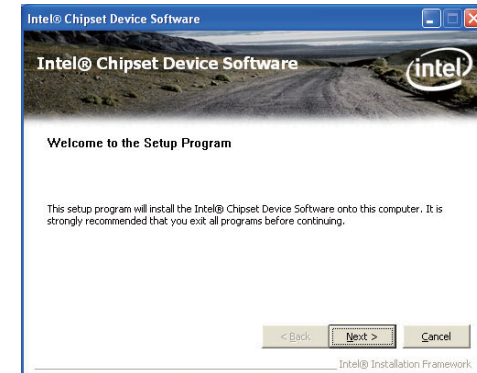 Intel® Chipset Device Software
Intel® Chipset Device Software
intel
Welcome to the Setup Program
This setup program will install the Intel® Chipset Device Software onto this computer. It is
strongly recommended that you exit all programs before continuing.
< Back
Next >
Cancel
Intel® Installation Framework